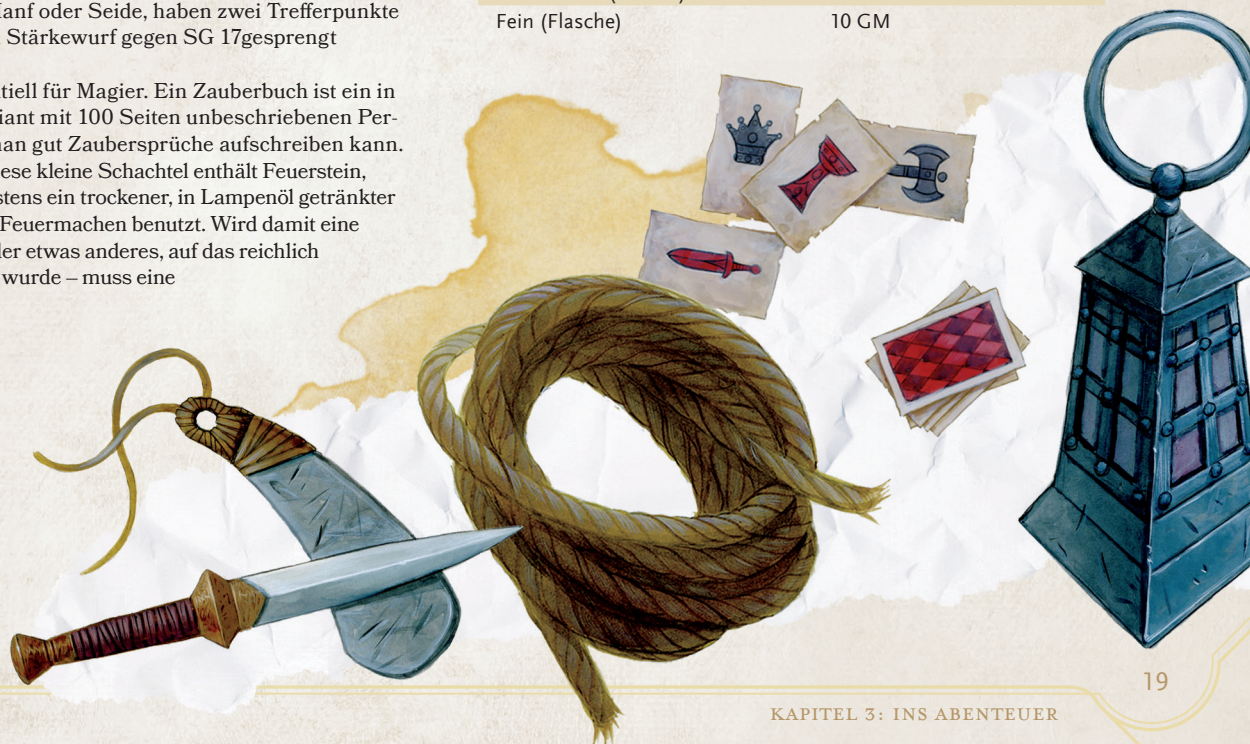 Hanf oder Seide, haben zwei Trefferpunkte
Stärkewurf gegen SG 17gesprengt
tiell für Magier. Ein Zauberbuch ist ein in
iant mit 100 Seiten unbeschriebenen Per-
man gut Zaubersprüche aufschreiben kann.
ese kleine Schachtel enthält Feuerstein,
stens ein trockener, in Lampenöl getränkter
Feuermachen benutzt. Wird damit eine
der etwas anderes, auf das reichlich
wurde – muss eine
Fein (Flasche) 10 GM
19
KAPITEL 3: INS ABENTEUER